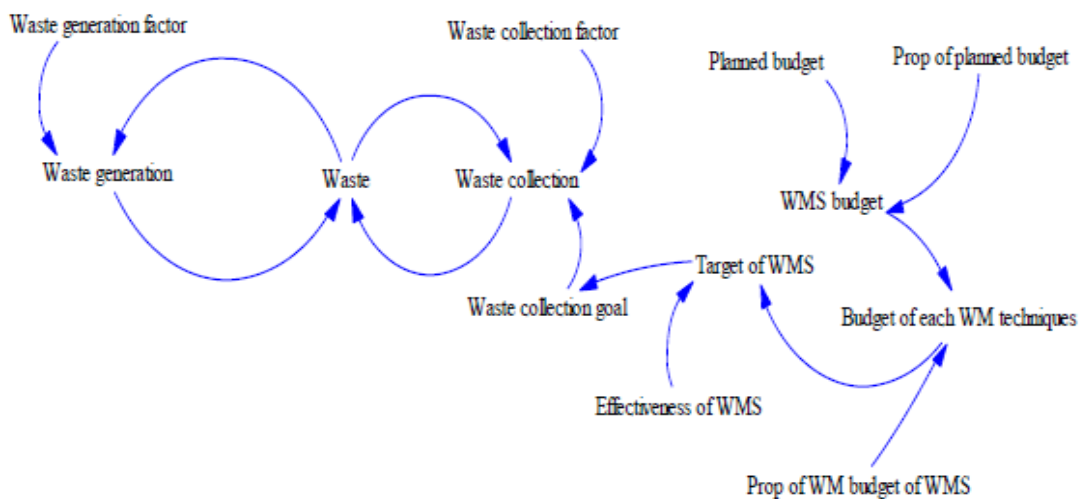 Waste generation factor
Waste collection factor
Planned budget
Prop of planned budget
Waste generation
Waste
Waste collection
WMS budget
Target of WMS
Waste collection goal
Budget of each WM techniques
Effectiveness of WMS
Prop of WM budget of WMS